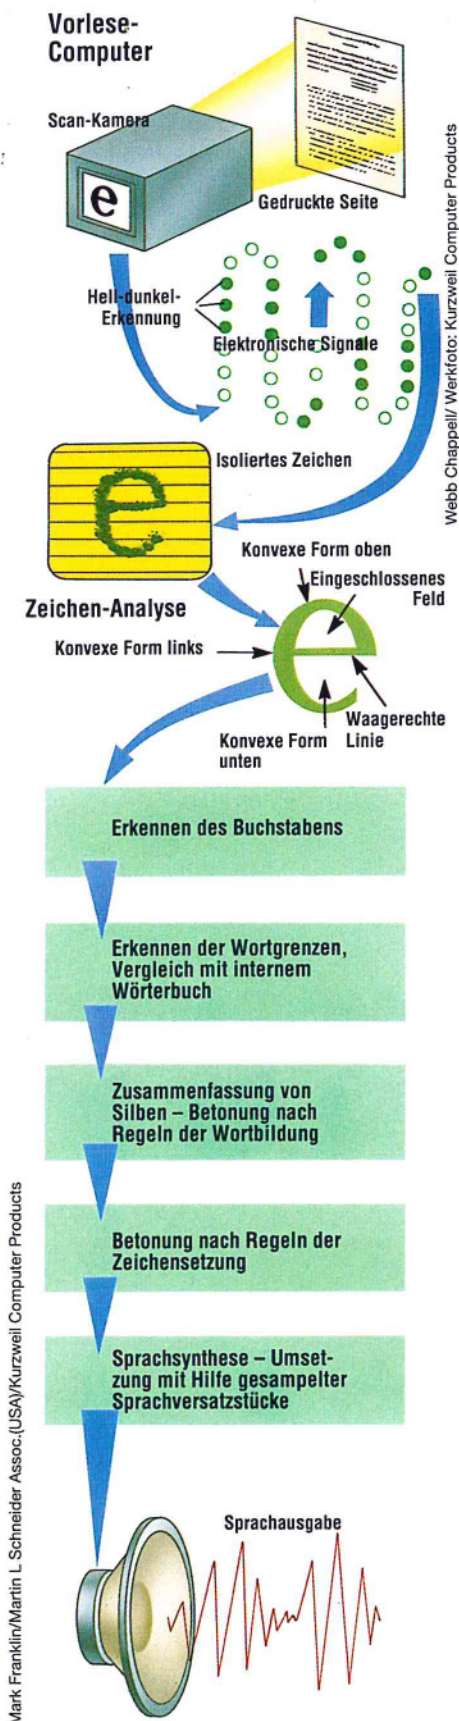 Vorlese-
Computer
Scan-Kamera
e
Gedruckte Seite
Hell-dunkel-
Erkennung
Elektronische Signale
Isoliertes Zeichen
e
Zeichen-Analyse
Konvexe Form oben
Eingeschlossenes
Feld
Konvexe Form links
e
Waagerechte
Linie
Konvexe Form
unten
Erkennen des Buchstabens
Erkennen der Wortgrenzen,
Vergleich mit internem
Wörterbuch
Zusammenfassung von
Silben – Betonung nach
Regeln der Wortbildung
Betonung nach Regeln der
Zeichensetzung
Sprachsynthese – Umset-
zung mit Hilfe gesampelter
Sprachversatzstücke
Sprachausgabe
Webb Chappell/ Werkfoto: Kurzweil Computer Products
Mark Franklin/Martin L Schneider Assoc.(USA)/Kurzweil Computer Products